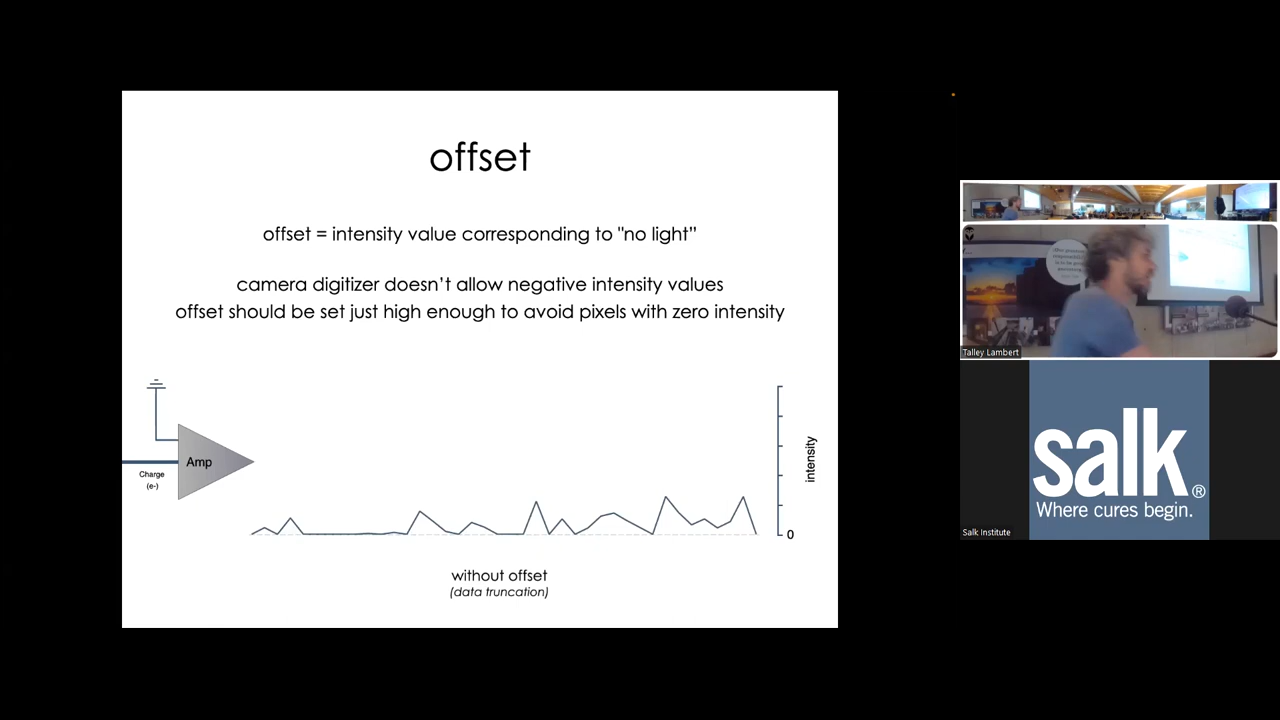 offset
offset = intensity value corresponding to "no light”
camera digitizer doesn’t allow negative intensity values
offset should be set just high enough to avoid pixels with zero intensity
Amp
Charge
(e-)
intensity
0
without offset
(data truncation)
Talley Lambert
salk®
Where cures begin.
Salk Institute